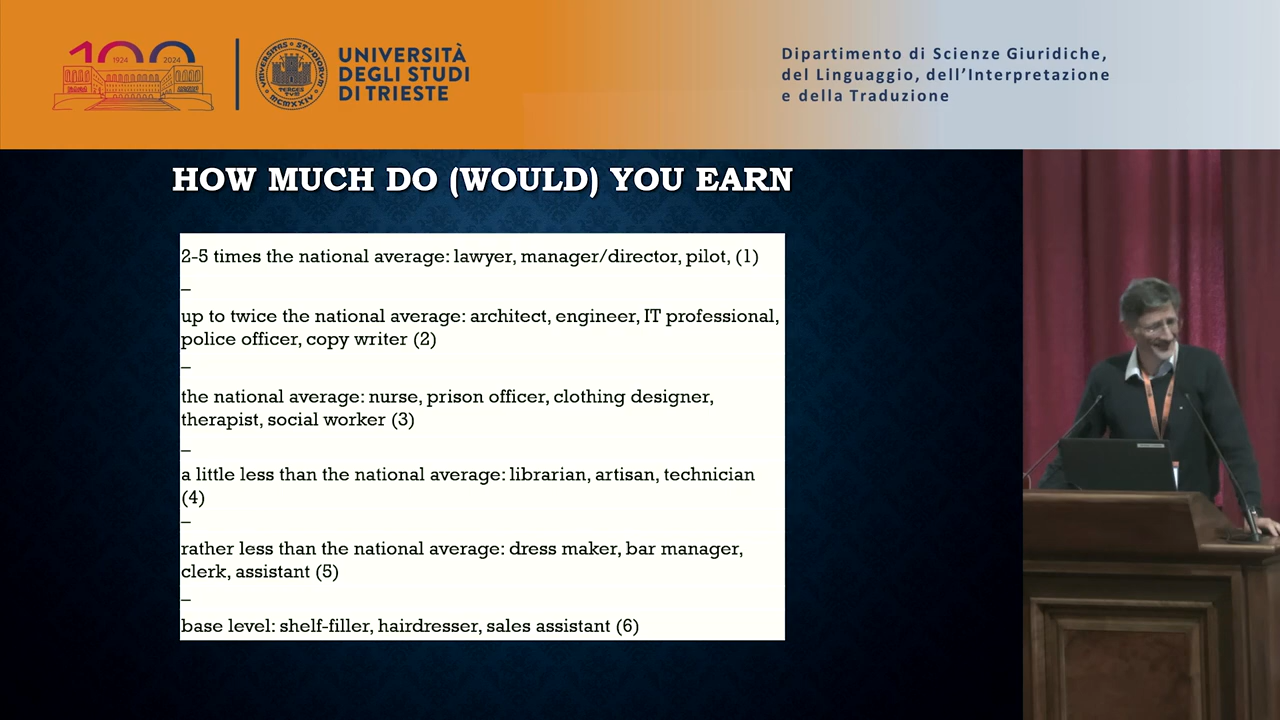 1924
2024
UNIVERSITÀ
DEGLI STUDI
DI TRIESTE
Dipartimento di Scienze Giuridiche,
del Linguaggio, dell'Interpretazione
e della Traduzione
HOW MUCH DO (WOULD) YOU EARN
2-5 times the national average: lawyer, manager/director, pilot, (1)
–
up to twice the national average: architect, engineer, IT professional,
police officer, copy writer (2)
–
the national average: nurse, prison officer, clothing designer,
therapist, social worker (3)
–
a little less than the national average: librarian, artisan, technician
(4)
–
rather less than the national average: dress maker, bar manager,
clerk, assistant (5)
–
base level: shelf-filler, hairdresser, sales assistant (6)